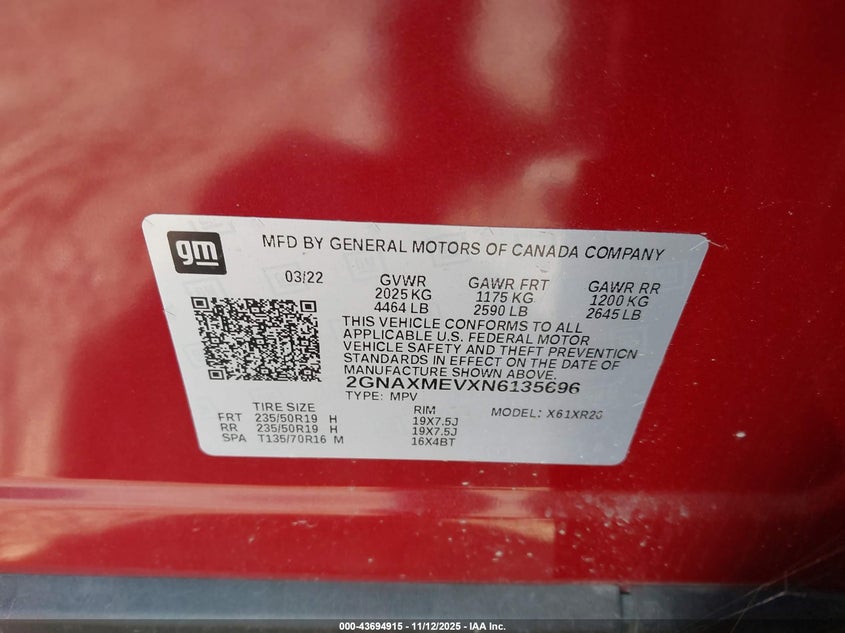 gm
MFD BY GENERAL MOTORS OF CANADA COMPANY
03/22
GVWR GAWR FRT GAWR RR
2025 KG 1175 KG 1200 KG
4464 LB 2590 LB 2645 LB
THIS VEHICLE CONFORMS TO ALL
APPLICABLE U.S. FEDERAL MOTOR
VEHICLE SAFETY AND THEFT PREVENTION
STANDARDS IN EFFECT ON THE DATE OF
MANUFACTURE SHOWN ABOVE.
2GNAXMEVXN6135696
TYPE: MPV
TIRE SIZE RIM MODEL: X61XR26
FRT 235/50R19 H 19X7.5J
RR 235/50R19 H 19X7.5J
SPA T135/70R16 M 16X4BT
000-43694915 - 11/12/2025 - IAA Inc.